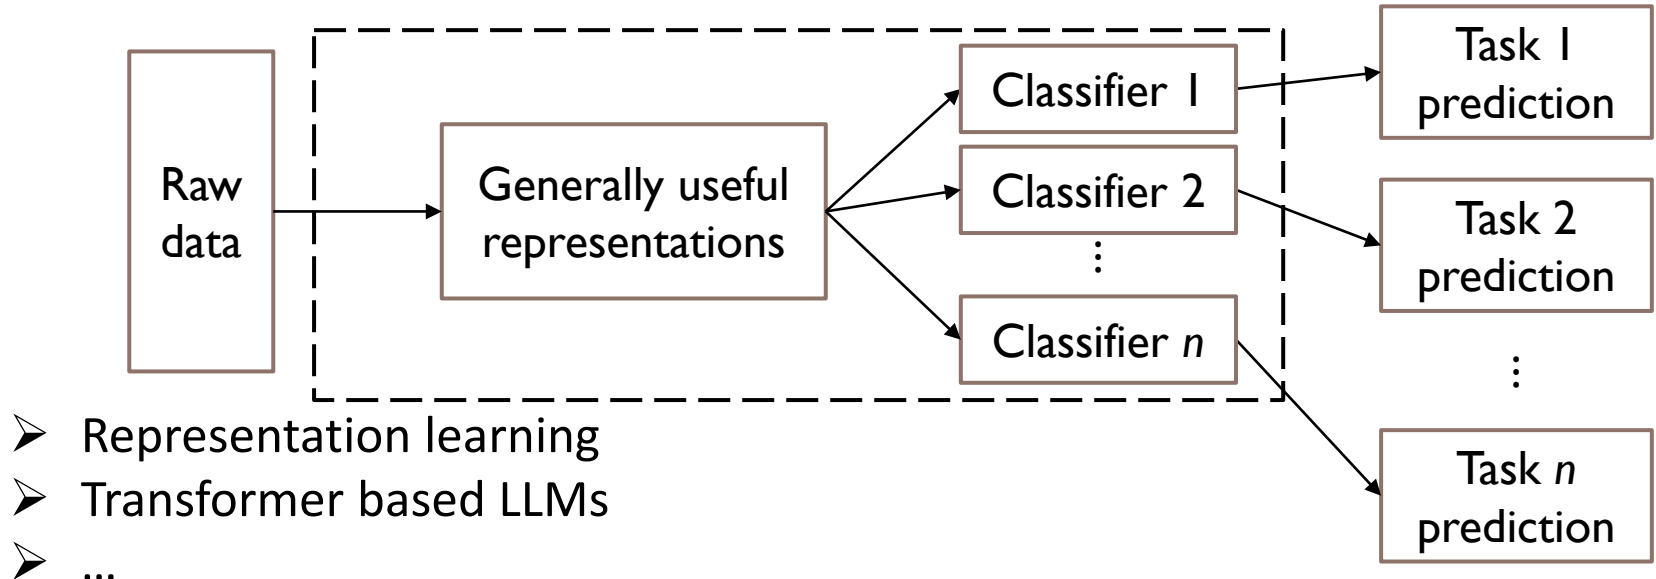 Raw
data
Generally useful
representations
Classifier 1
Classifier 2
⋮
Classifier n
Task 1
prediction
Task 2
prediction
⋮
Task n
prediction
➢ Representation learning
➢ Transformer based LLMs
➢ ...